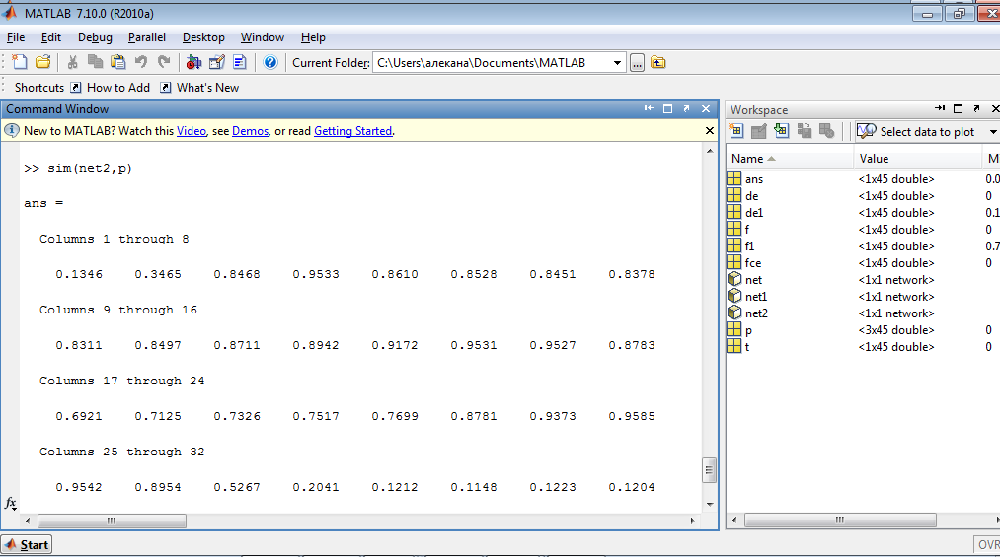 MATLAB 7.10.0 (R2010a)
File Edit Debug Parallel Desktop Window Help
Current Folder: C:\Users\алекана\Documents\MATLAB ...
Shortcuts How to Add What's New
Command Window
New to MATLAB? Watch this Video, see Demos, or read Getting Started.
>> sim(net2,p)
ans =
Columns 1 through 8
0.1346 0.3465 0.8468 0.9533 0.8610 0.8528 0.8451 0.8378
Columns 9 through 16
0.8311 0.8497 0.8711 0.8942 0.9172 0.9531 0.9527 0.8783
Columns 17 through 24
0.6921 0.7125 0.7326 0.7517 0.7699 0.8781 0.9373 0.9585
Columns 25 through 32
0.9542 0.8954 0.5267 0.2041 0.1212 0.1148 0.1223 0.1204
fx
Workspace
Select data to plot
Name Value M
ans <1x45 double> 0.0
de <1x45 double> 0
de1 <1x45 double> 0.1
f <1x45 double> 0
f1 <1x45 double> 0.7
fce <1x45 double> 0
net <1x1 network>
net1 <1x1 network>
net2 <1x1 network>
p <3x45 double> 0
t <1x45 double> 0
Start
OVR